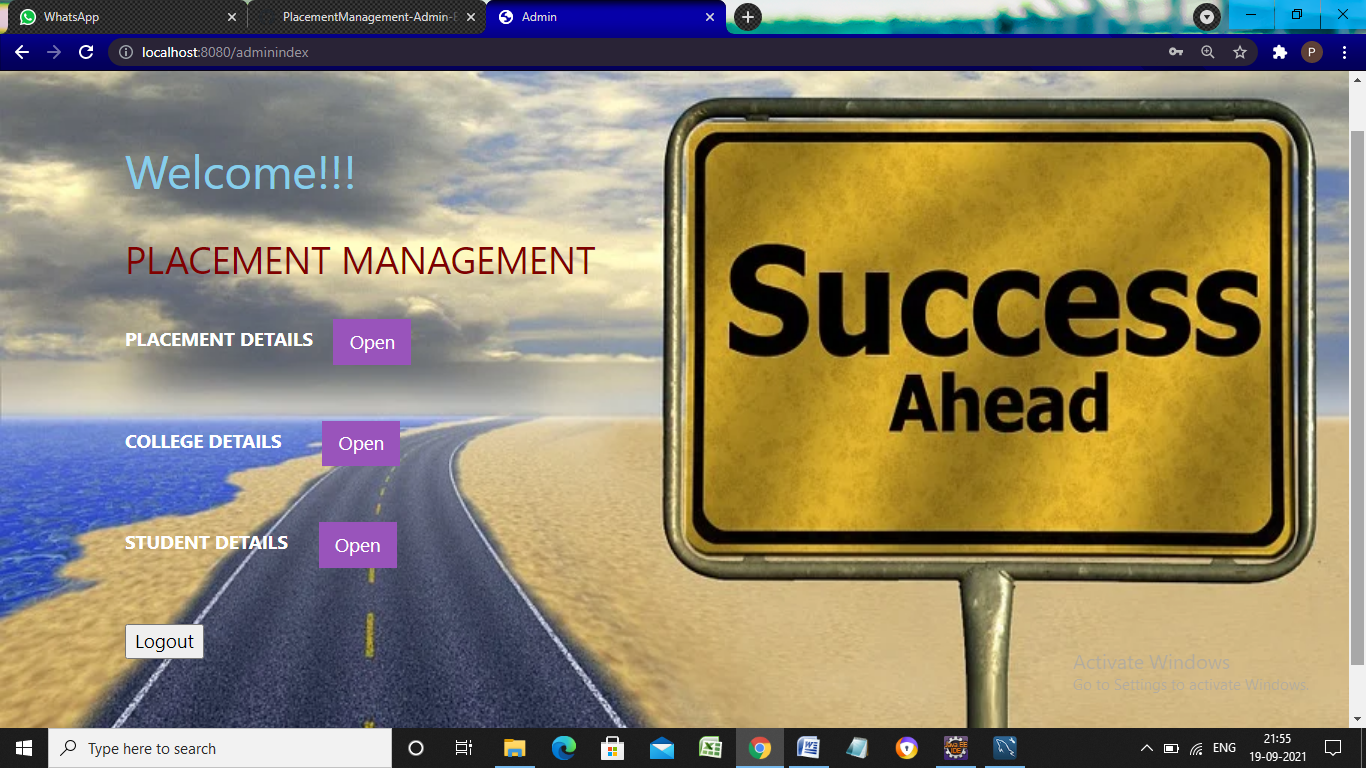 WhatsApp
PlacementManagement-Admin-E
Admin
localhost:8080/adminindex
P
Welcome!!!
PLACEMENT MANAGEMENT
PLACEMENT DETAILS Open
COLLEGE DETAILS Open
STUDENT DETAILS Open
Logout
Success
Ahead
Activate Windows
Go to Settings to activate Windows.
Type here to search
ENG
21:55
19-09-2021